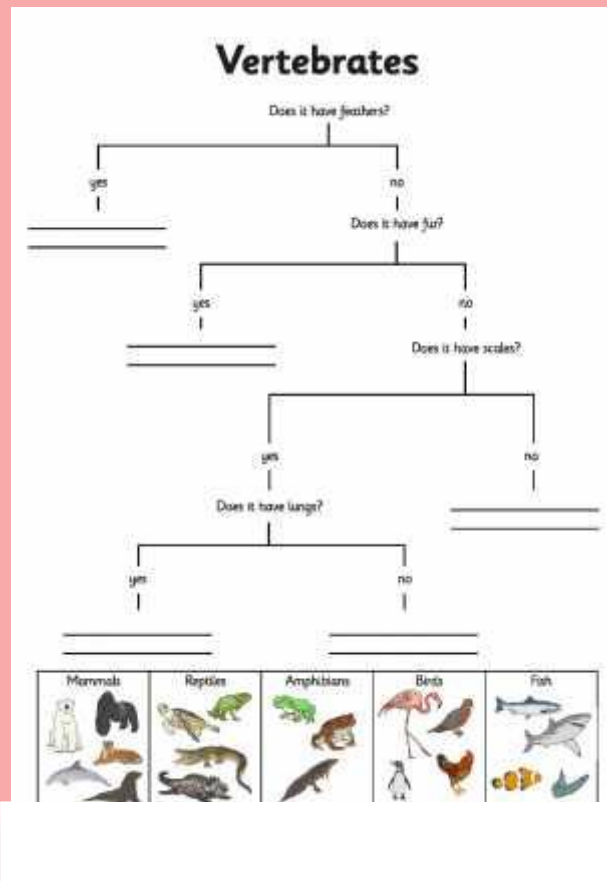 Vertebrates
Does it have feathers?
yes
no
Does it have fur?
yes
no
Does it have scales?
yes
no
Does it have lungs?
yes
no
Mammals
Reptiles
Amphibians
Birds
Fish